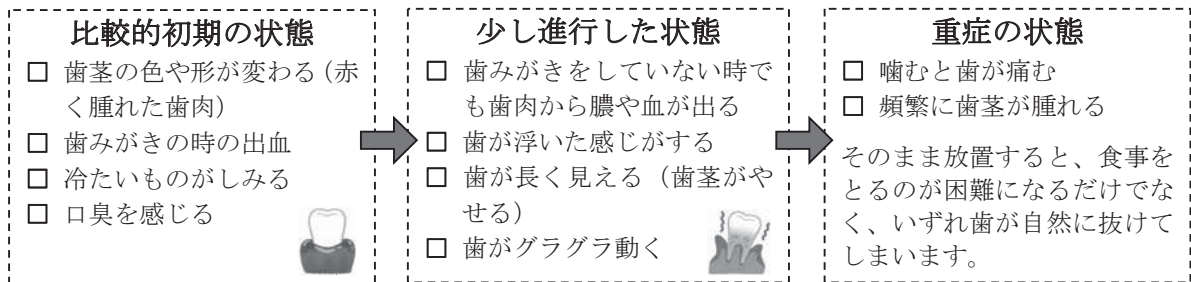 比較的初期の状態
□ 歯茎の色や形が変わる（赤
く腫れた歯肉）
□ 歯みがきの時の出血
□ 冷たいものがしみる
□ 口臭を感じる
少し進行した状態
□ 歯みがきをしていない時で
も歯肉から膿や血が出る
□ 歯が浮いた感じがする
□ 歯が長く見える（歯茎がや
せる）
□ 歯がグラグラ動く
重症の状態
□ 噛むと歯が痛む
□ 頻繁に歯茎が腫れる
そのまま放置すると、食事を
とるのが困難になるだけでな
く、いずれ歯が自然に抜けて
しまいます。